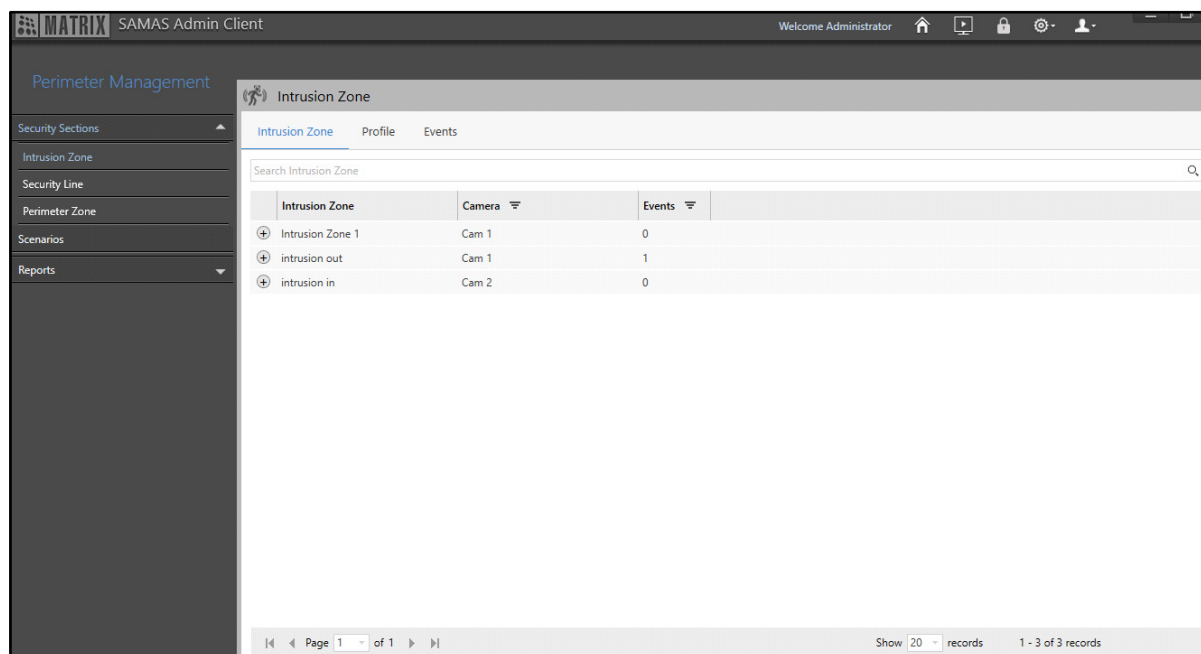 MATRIX SAMAS Admin Client
Welcome Administrator
Perimeter Management
Security Sections
Intrusion Zone
Security Line
Perimeter Zone
Scenarios
Reports
Intrusion Zone
Intrusion Zone Profile Events
Search Intrusion Zone
Intrusion Zone Camera Events
Intrusion Zone 1 Cam 1 0
intrusion out Cam 1 1
intrusion in Cam 2 0
Page 1 of 1 Show 20 records 1 - 3 of 3 records